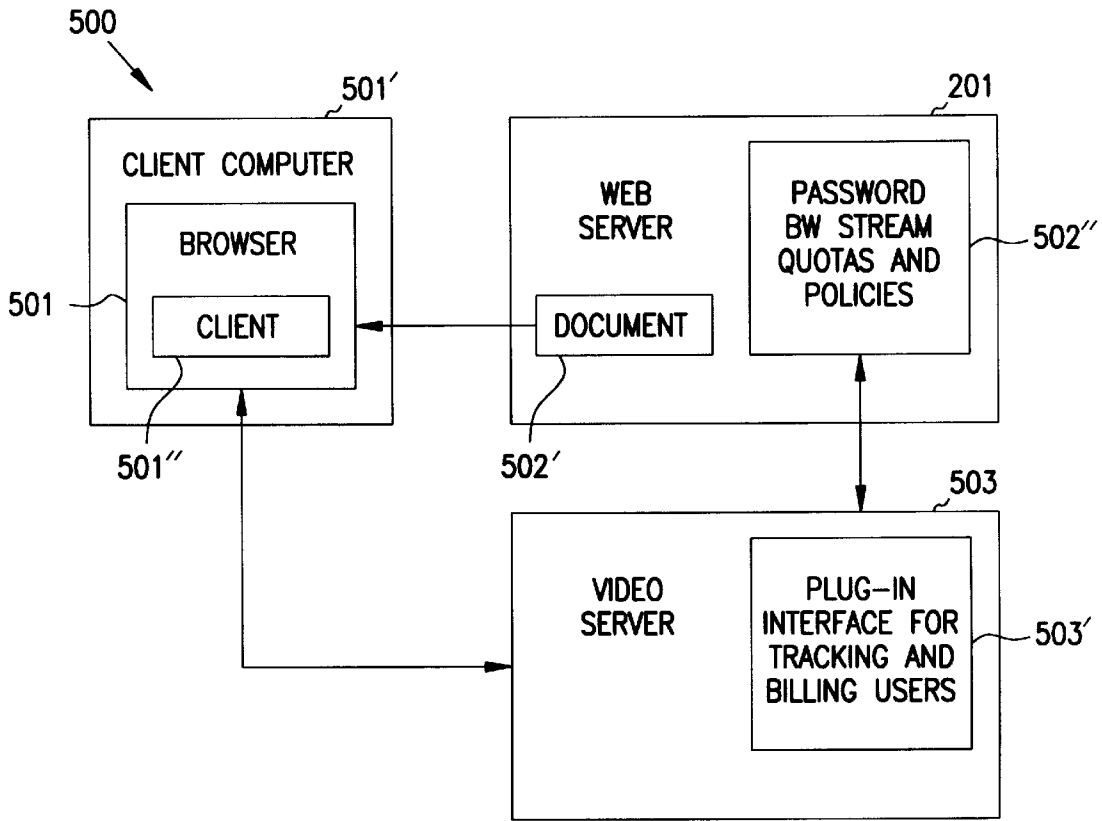 500
501′
201
CLIENT COMPUTER
WEB
SERVER
PASSWORD
BW STREAM
QUOTAS AND
POLICIES
502″
BROWSER
501
CLIENT
DOCUMENT
501″
502′
503
VIDEO
SERVER
PLUG-IN
INTERFACE FOR
TRACKING AND
BILLING USERS
503′